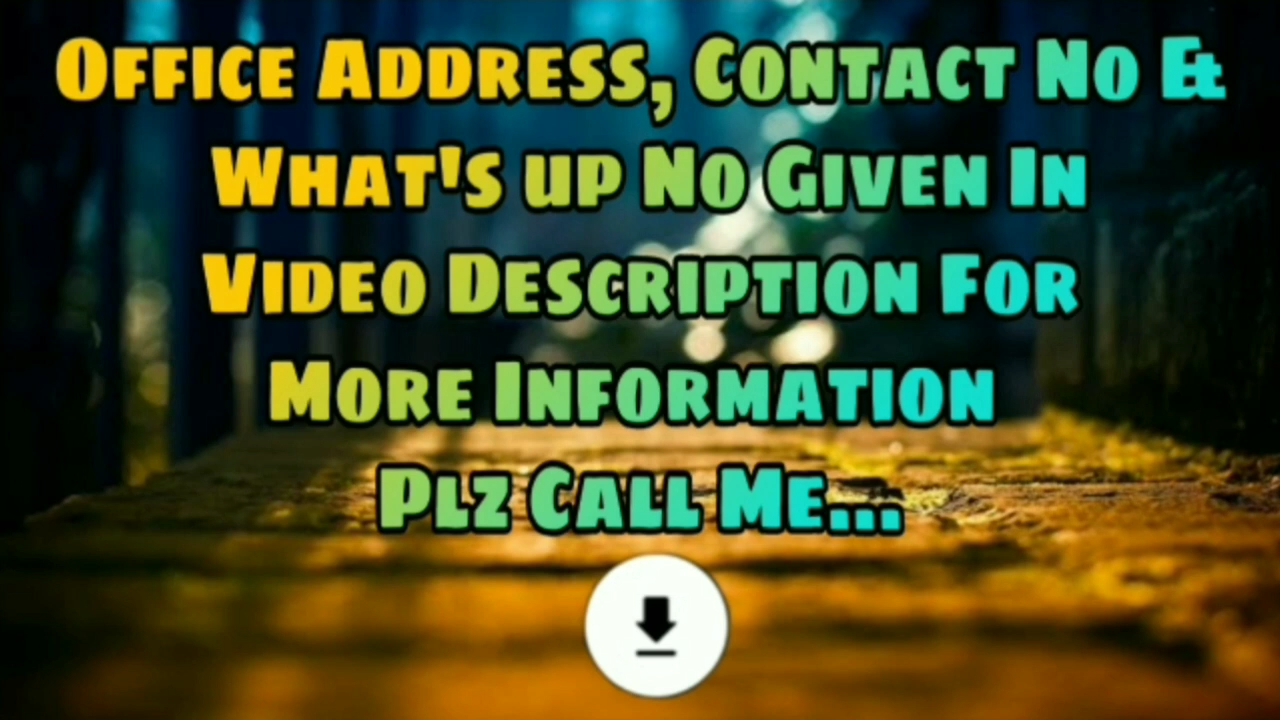 Office Address, Contact No &
What's up No Given In
Video Description For
More Information
Plz Call Me...